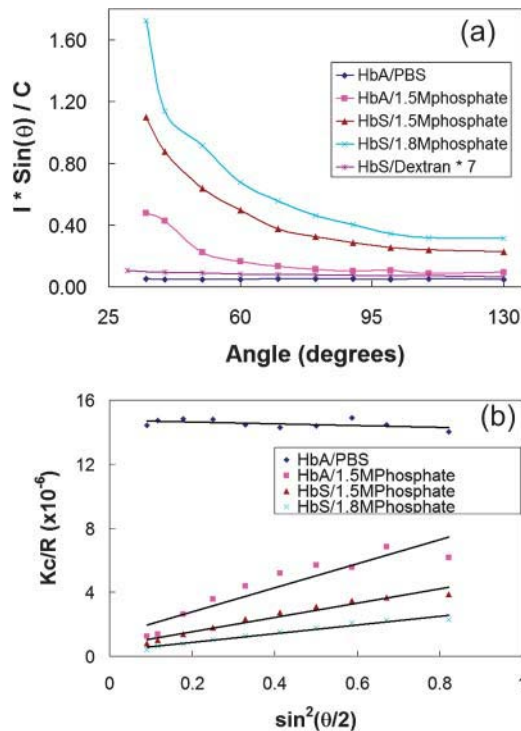 (a)
1.60
1.20
0.80
0.40
0.00
I * Sin(θ) / C
HbA/PBS
HbA/1.5Mphosphate
HbS/1.5Mphosphate
HbS/1.8Mphosphate
HbS/Dextran * 7
25 60 95 130
Angle (degrees)
(b)
16
12
8
4
0
Kc/R (x10⁻⁶)
HbA/PBS
HbA/1.5MPhosphate
HbS/1.5MPhosphate
HbS/1.8MPhosphate
0 0.2 0.4 0.6 0.8 1
sin²(θ/2)